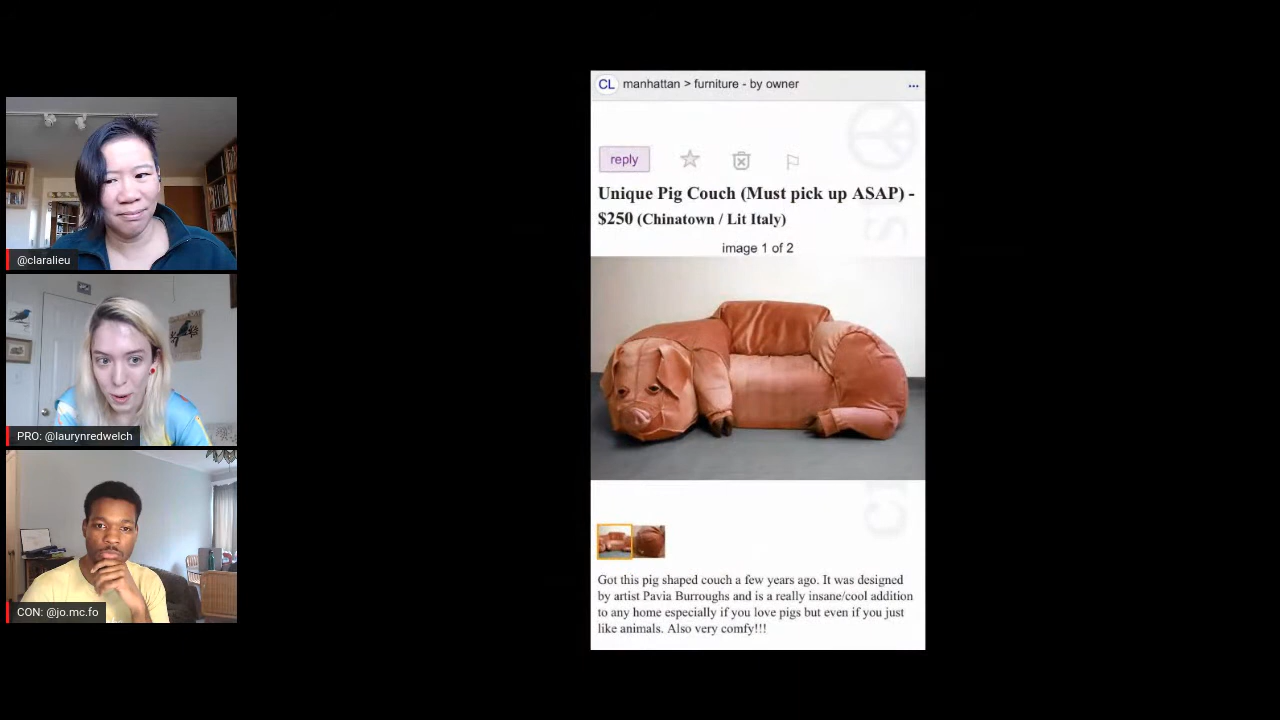 @claralieu
PRO: @laurynredwelch
CON: @jo.mc.fo
CL manhattan > furniture - by owner ...
reply
Unique Pig Couch (Must pick up ASAP) -
$250 (Chinatown / Lit Italy)
image 1 of 2
Got this pig shaped couch a few years ago. It was designed
by artist Pavia Burroughs and is a really insane/cool addition
to any home especially if you love pigs but even if you just
like animals. Also very comfy!!!